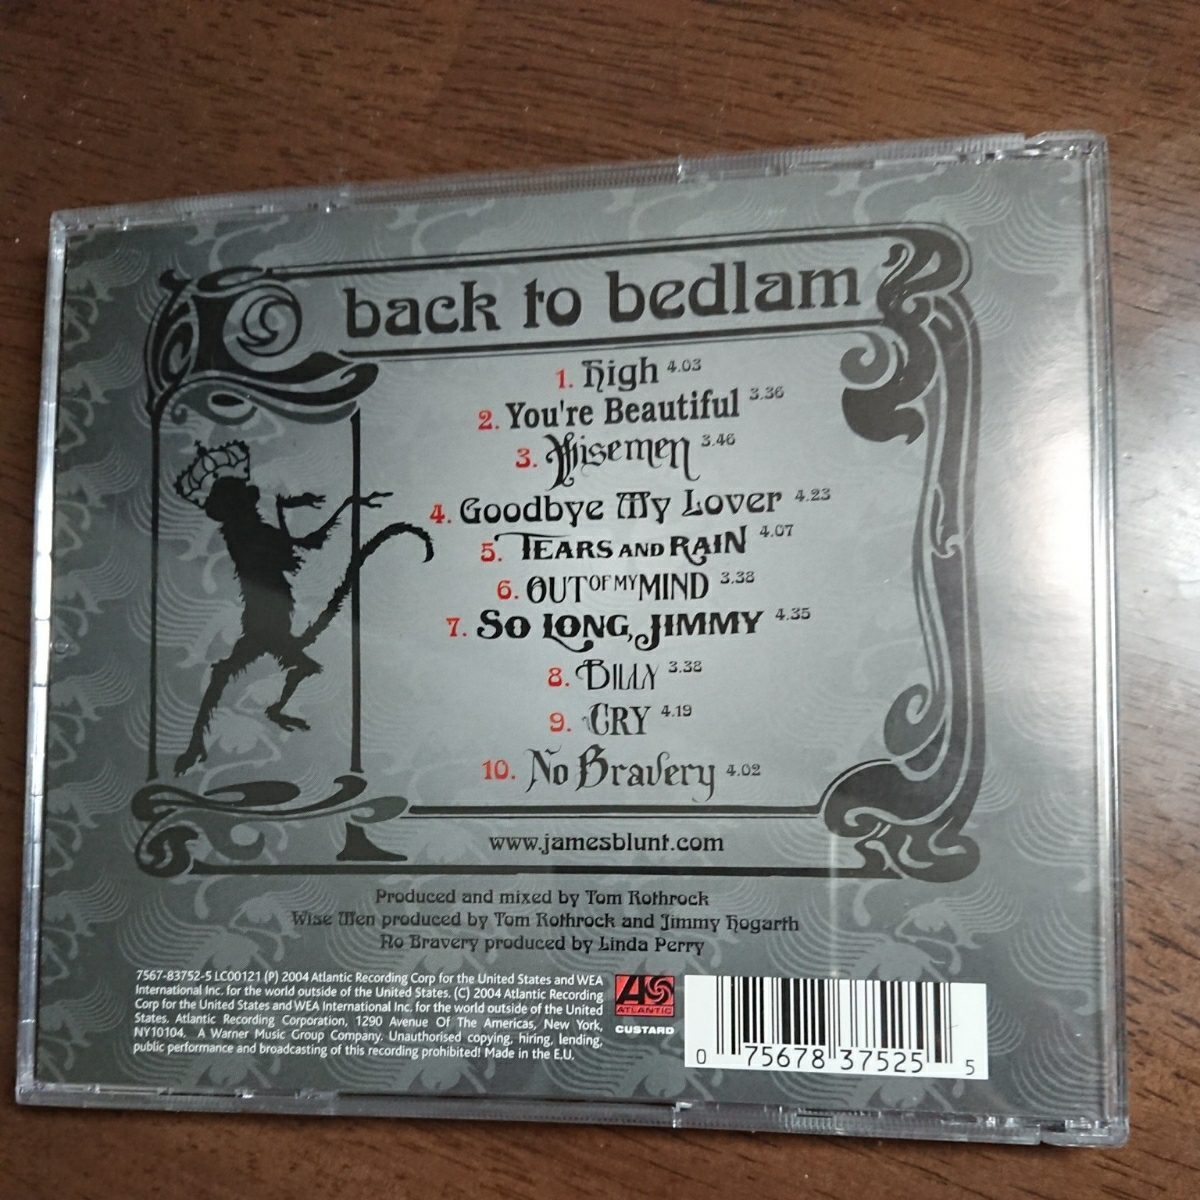 back to bedlam
1. High 4.03
2. You're Beautiful 3.36
3. Wisemen 3.46
4. Goodbye My Lover 4.23
5. TEARS AND RAIN 4.07
6. OUT OF MY MIND 3.38
7. SO LONG, JIMMY 4.35
8. BILLY 3.38
9. CRY 4.19
10. No Bravery 4.02
www.jamesblunt.com
Produced and mixed by Tom Rothrock
Wise Men produced by Tom Rothrock and Jimmy Hogarth
No Bravery produced by Linda Perry
7567-83752-5 LC00121 (P) 2004 Atlantic Recording Corp for the United States and WEA
International Inc. for the world outside of the United States. (C) 2004 Atlantic Recording
Corp for the United States and WEA International Inc. for the world outside of the United
States. Atlantic Recording Corporation, 1290 Avenue Of The Americas, New York,
NY10104. A Warner Music Group Company. Unauthorised copying, hiring, lending,
public performance and broadcasting of this recording prohibited! Made in the E.U.
ATLANTIC
CUSTARD
0 75678 37525 5